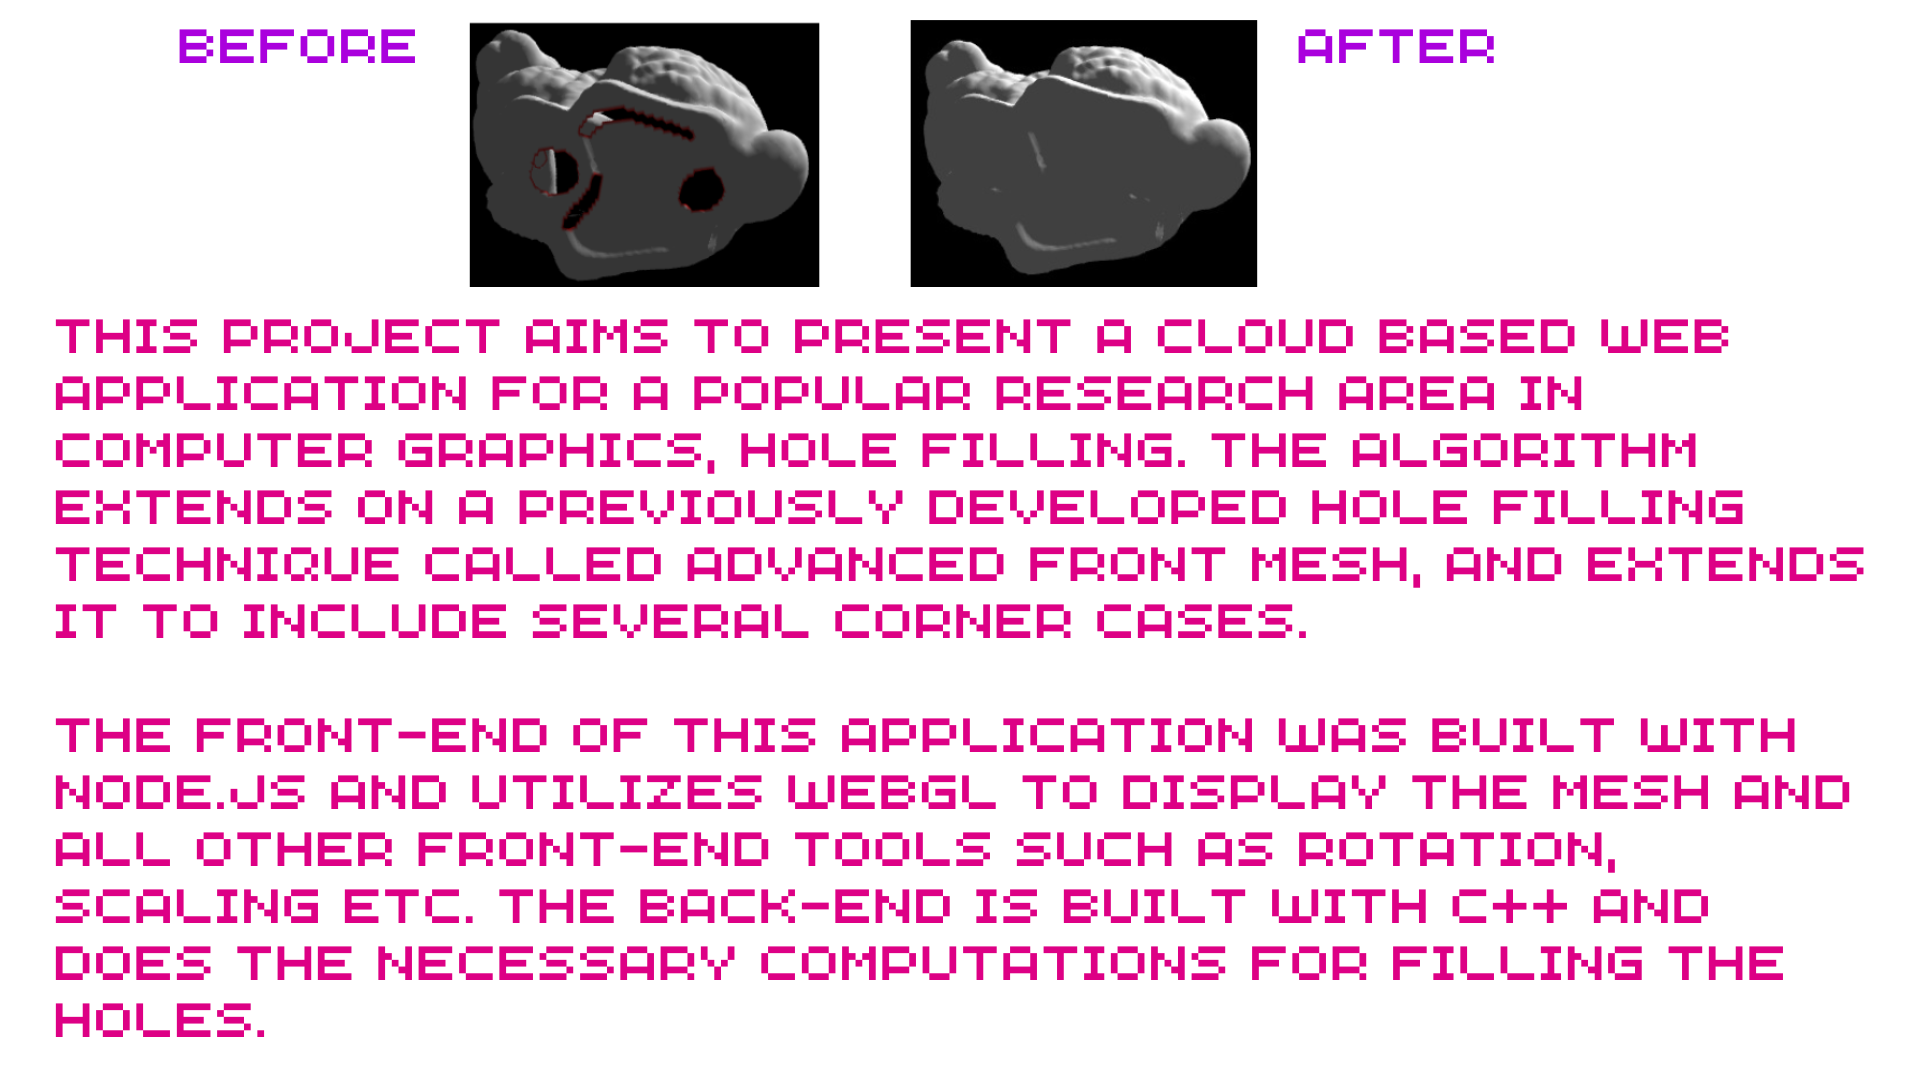 BEFORE
AFTER
THIS PROJECT AIMS TO PRESENT A CLOUD BASED WEB
APPLICATION FOR A POPULAR RESEARCH AREA IN
COMPUTER GRAPHICS, HOLE FILLING. THE ALGORITHM
EXTENDS ON A PREVIOUSLY DEVELOPED HOLE FILLING
TECHNIQUE CALLED ADVANCED FRONT MESH, AND EXTENDS
IT TO INCLUDE SEVERAL CORNER CASES.
THE FRONT-END OF THIS APPLICATION WAS BUILT WITH
NODE.JS AND UTILIZES WEBGL TO DISPLAY THE MESH AND
ALL OTHER FRONT-END TOOLS SUCH AS ROTATION,
SCALING ETC. THE BACK-END IS BUILT WITH C++ AND
DOES THE NECESSARY COMPUTATIONS FOR FILLING THE
HOLES.